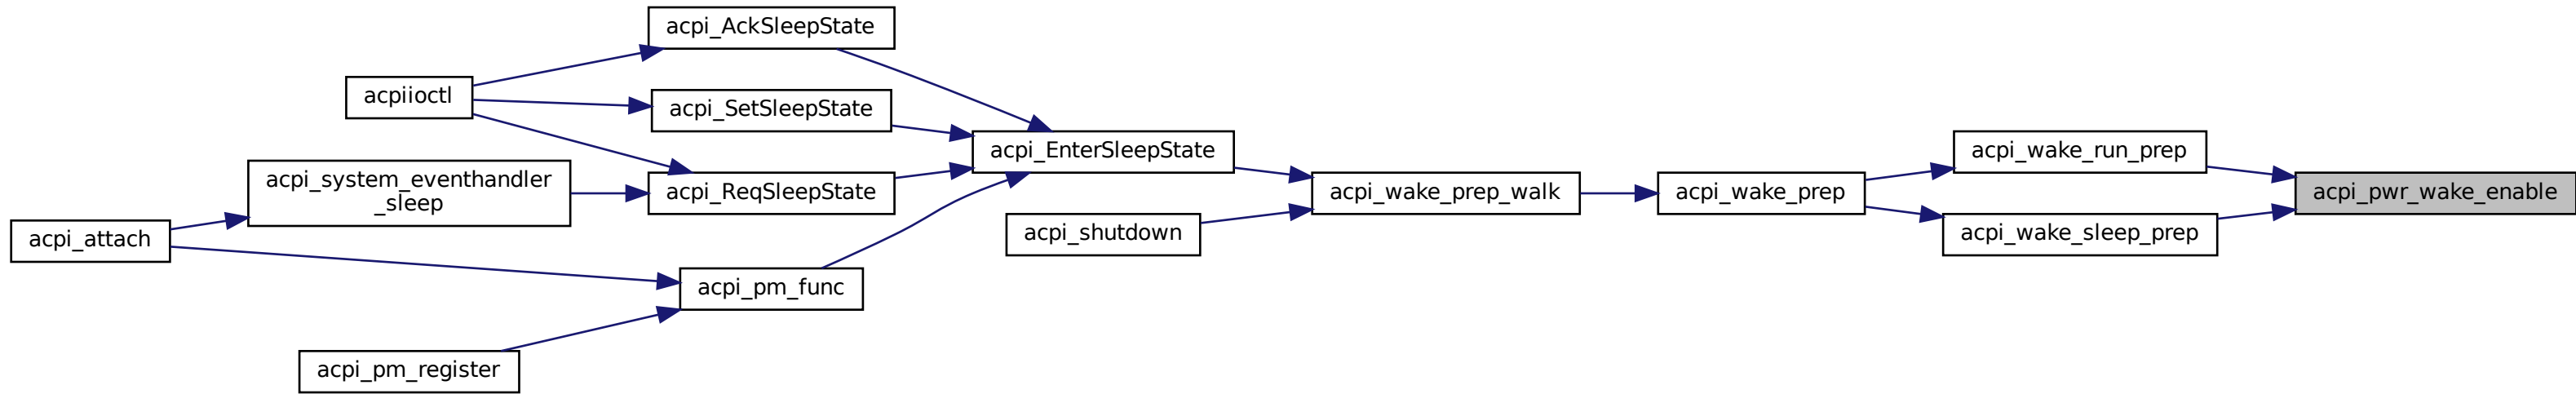 acpi_AckSleepState
acpiioctl
acpi_SetSleepState
acpi_EnterSleepState
acpi_wake_run_prep
acpi_system_eventhandler
_sleep
acpi_ReqSleepState
acpi_wake_prep_walk
acpi_wake_prep
acpi_pwr_wake_enable
acpi_attach
acpi_shutdown
acpi_wake_sleep_prep
acpi_pm_func
acpi_pm_register